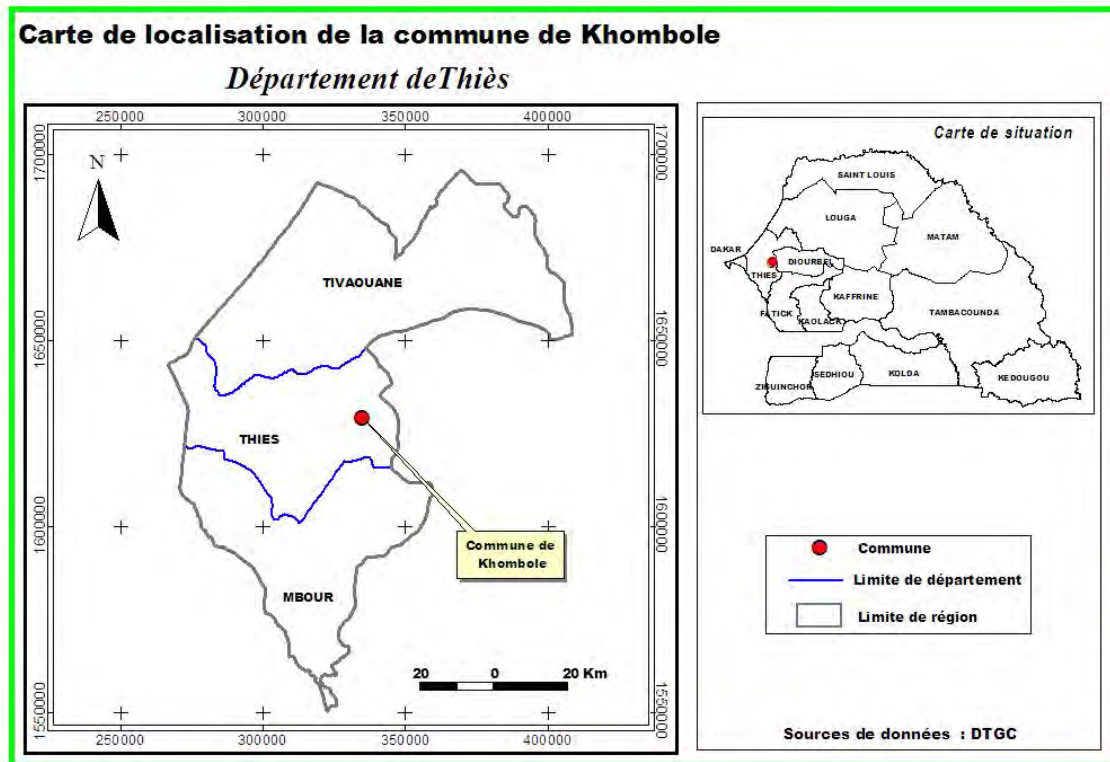 Carte de localisation de la commune de Khombole
Département deThiès
250000 300000 350000 400000
1700000 1700000
N
TIVAOUANE
1650000 1650000
THIES
1600000 1600000
Commune de
Khombole
MBOUR
20 0 20 Km
1550000 1550000
250000 300000 350000 400000
Carte de situation
SAINT LOUIS
LOUGA
MATAM
DAKAR
DIOURBEL
THIES
KAFFRINE
FATICK
KAOLACK
TAMBACOUNDA
SEDHIOU
KOLDA
ZIGUINCHOR
KEDOUGOU
Commune
Limite de département
Limite de région
Sources de données : DTGC